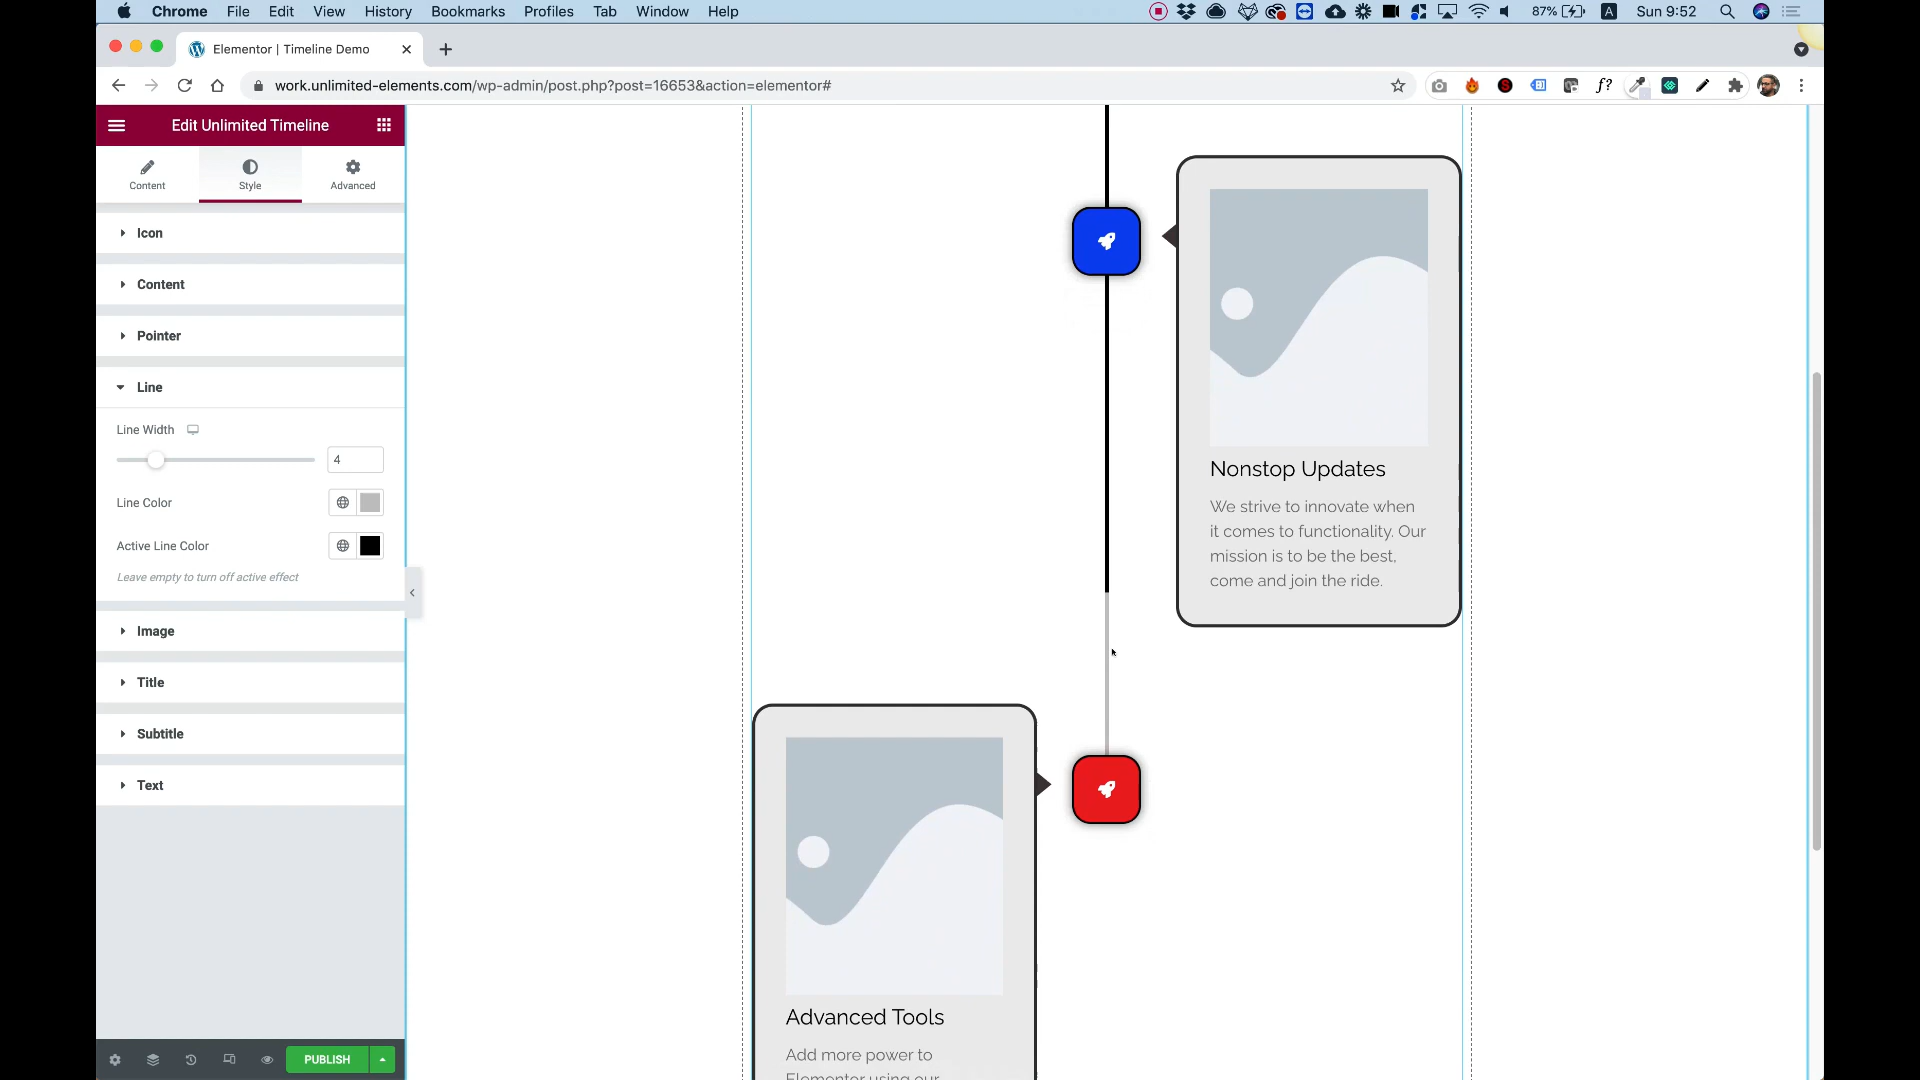 Chrome File Edit View History Bookmarks Profiles Tab Window Help
87% A Sun 9:52
Elementor | Timeline Demo
work.unlimited-elements.com/wp-admin/post.php?post=16653&action=elementor#
S f?
Edit Unlimited Timeline
Content Style Advanced
Icon
Content
Pointer
Line
Line Width
4
Line Color
Active Line Color
Leave empty to turn off active effect
Image
Title
Subtitle
Text
PUBLISH
Nonstop Updates
We strive to innovate when
it comes to functionality. Our
mission is to be the best,
come and join the ride.
Advanced Tools
Add more power to
Elementor using our